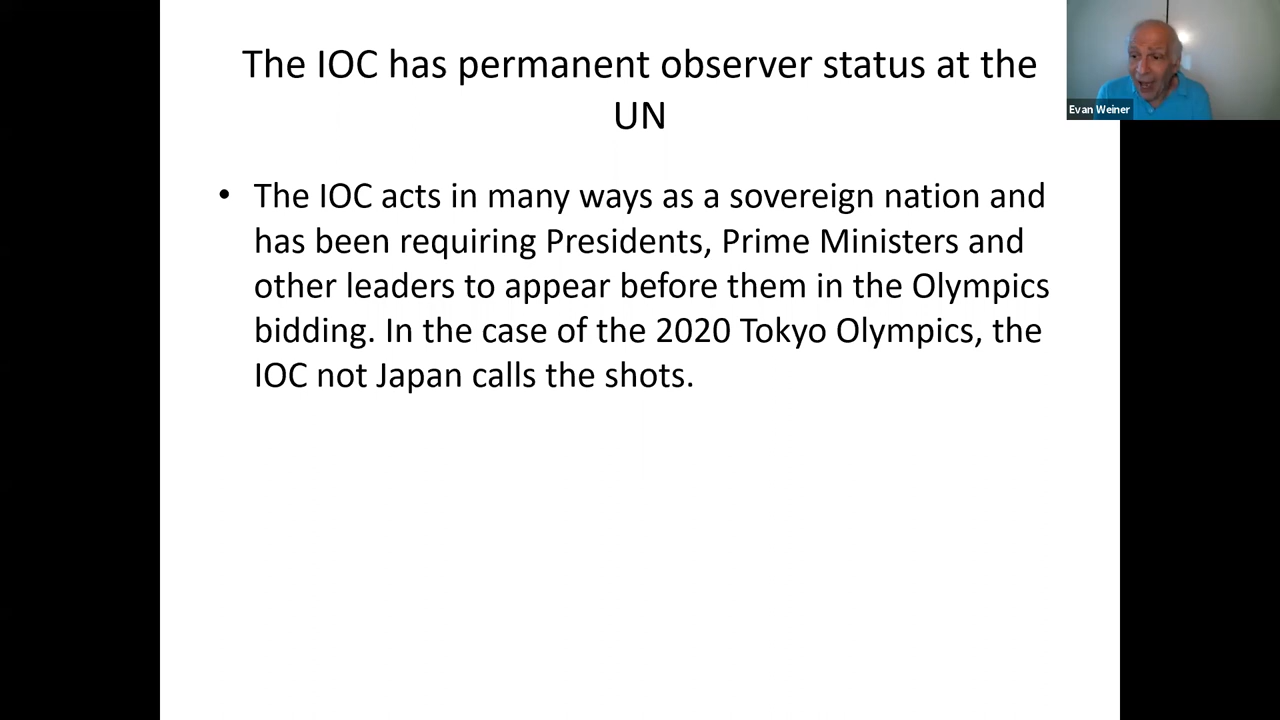 The IOC has permanent observer status at the
UN
• The IOC acts in many ways as a sovereign nation and
has been requiring Presidents, Prime Ministers and
other leaders to appear before them in the Olympics
bidding. In the case of the 2020 Tokyo Olympics, the
IOC not Japan calls the shots.
Evan Weiner